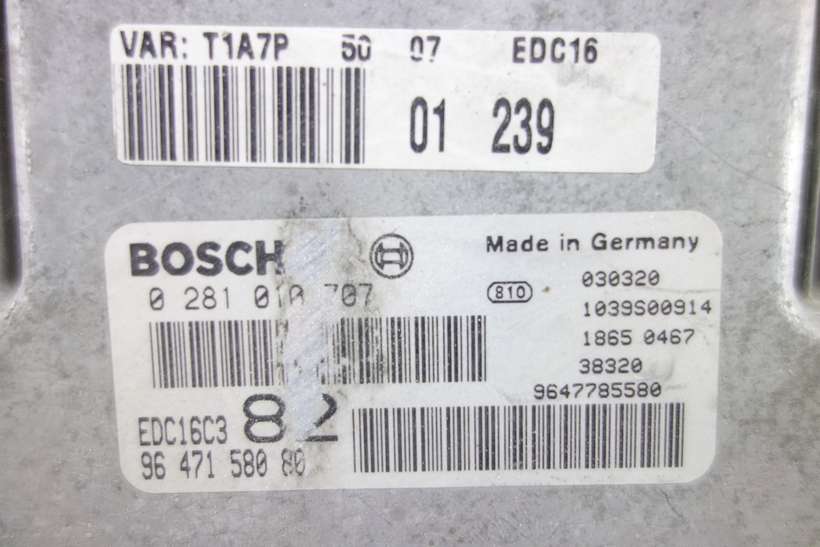 VAR: T1A7P 50 07 EDC16
01 239
BOSCH
Made in Germany
0 281 010 707
810
030320
1039S00914
1865 0467
38320
9647785580
EDC16C3
82
96 471 580 80